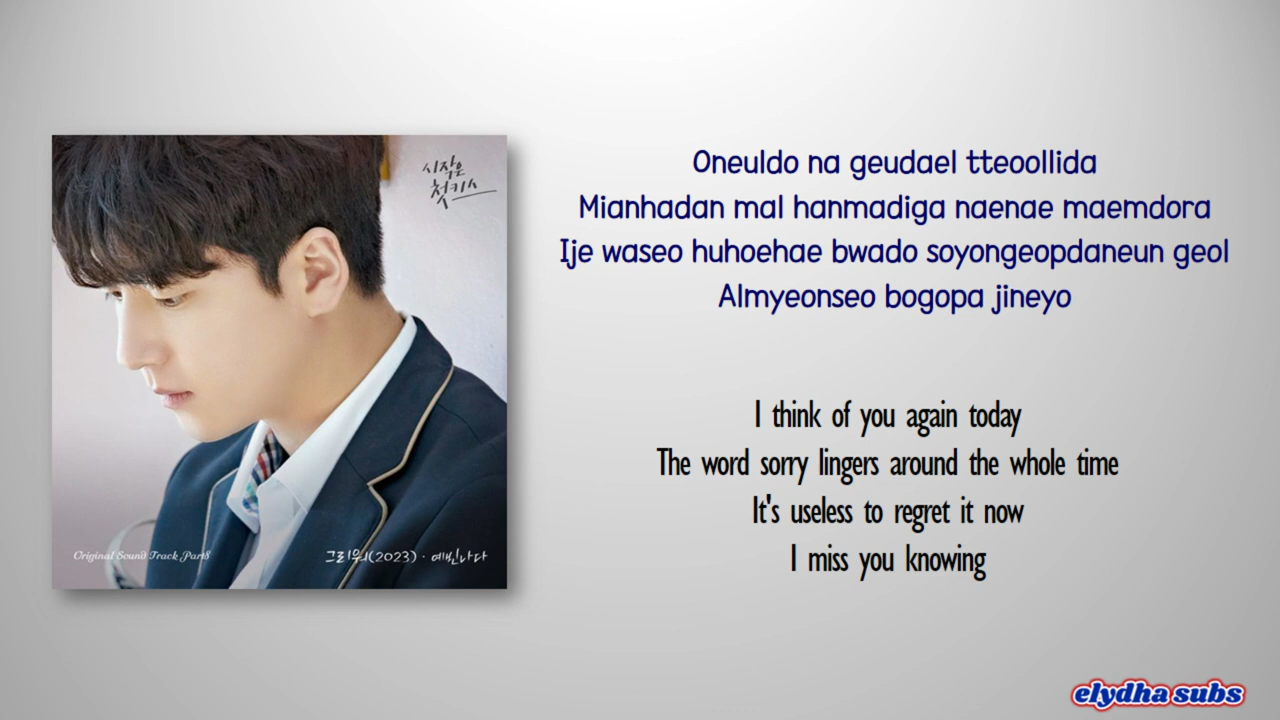 시작은
첫키스
Original Sound Track Part8
그리워(2023) · 예빈나다
Oneuldo na geudael tteoollida
Mianhadan mal hanmadiga naenae maemdora
Ije waseo huhoehae bwado soyongeopdaneun geol
Almyeonseo bogopa jineyo
I think of you again today
The word sorry lingers around the whole time
It's useless to regret it now
I miss you knowing
elydha subs